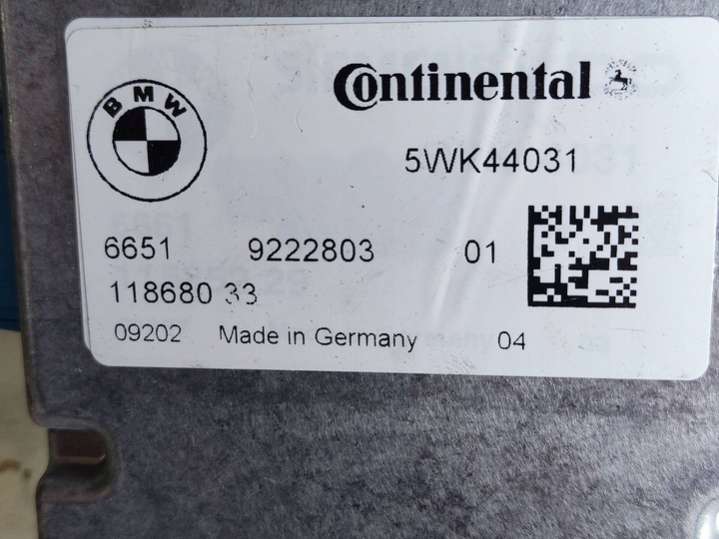 BMW
Continental
5WK44031
6651 9222803 01
118680 33
09202 Made in Germany 04